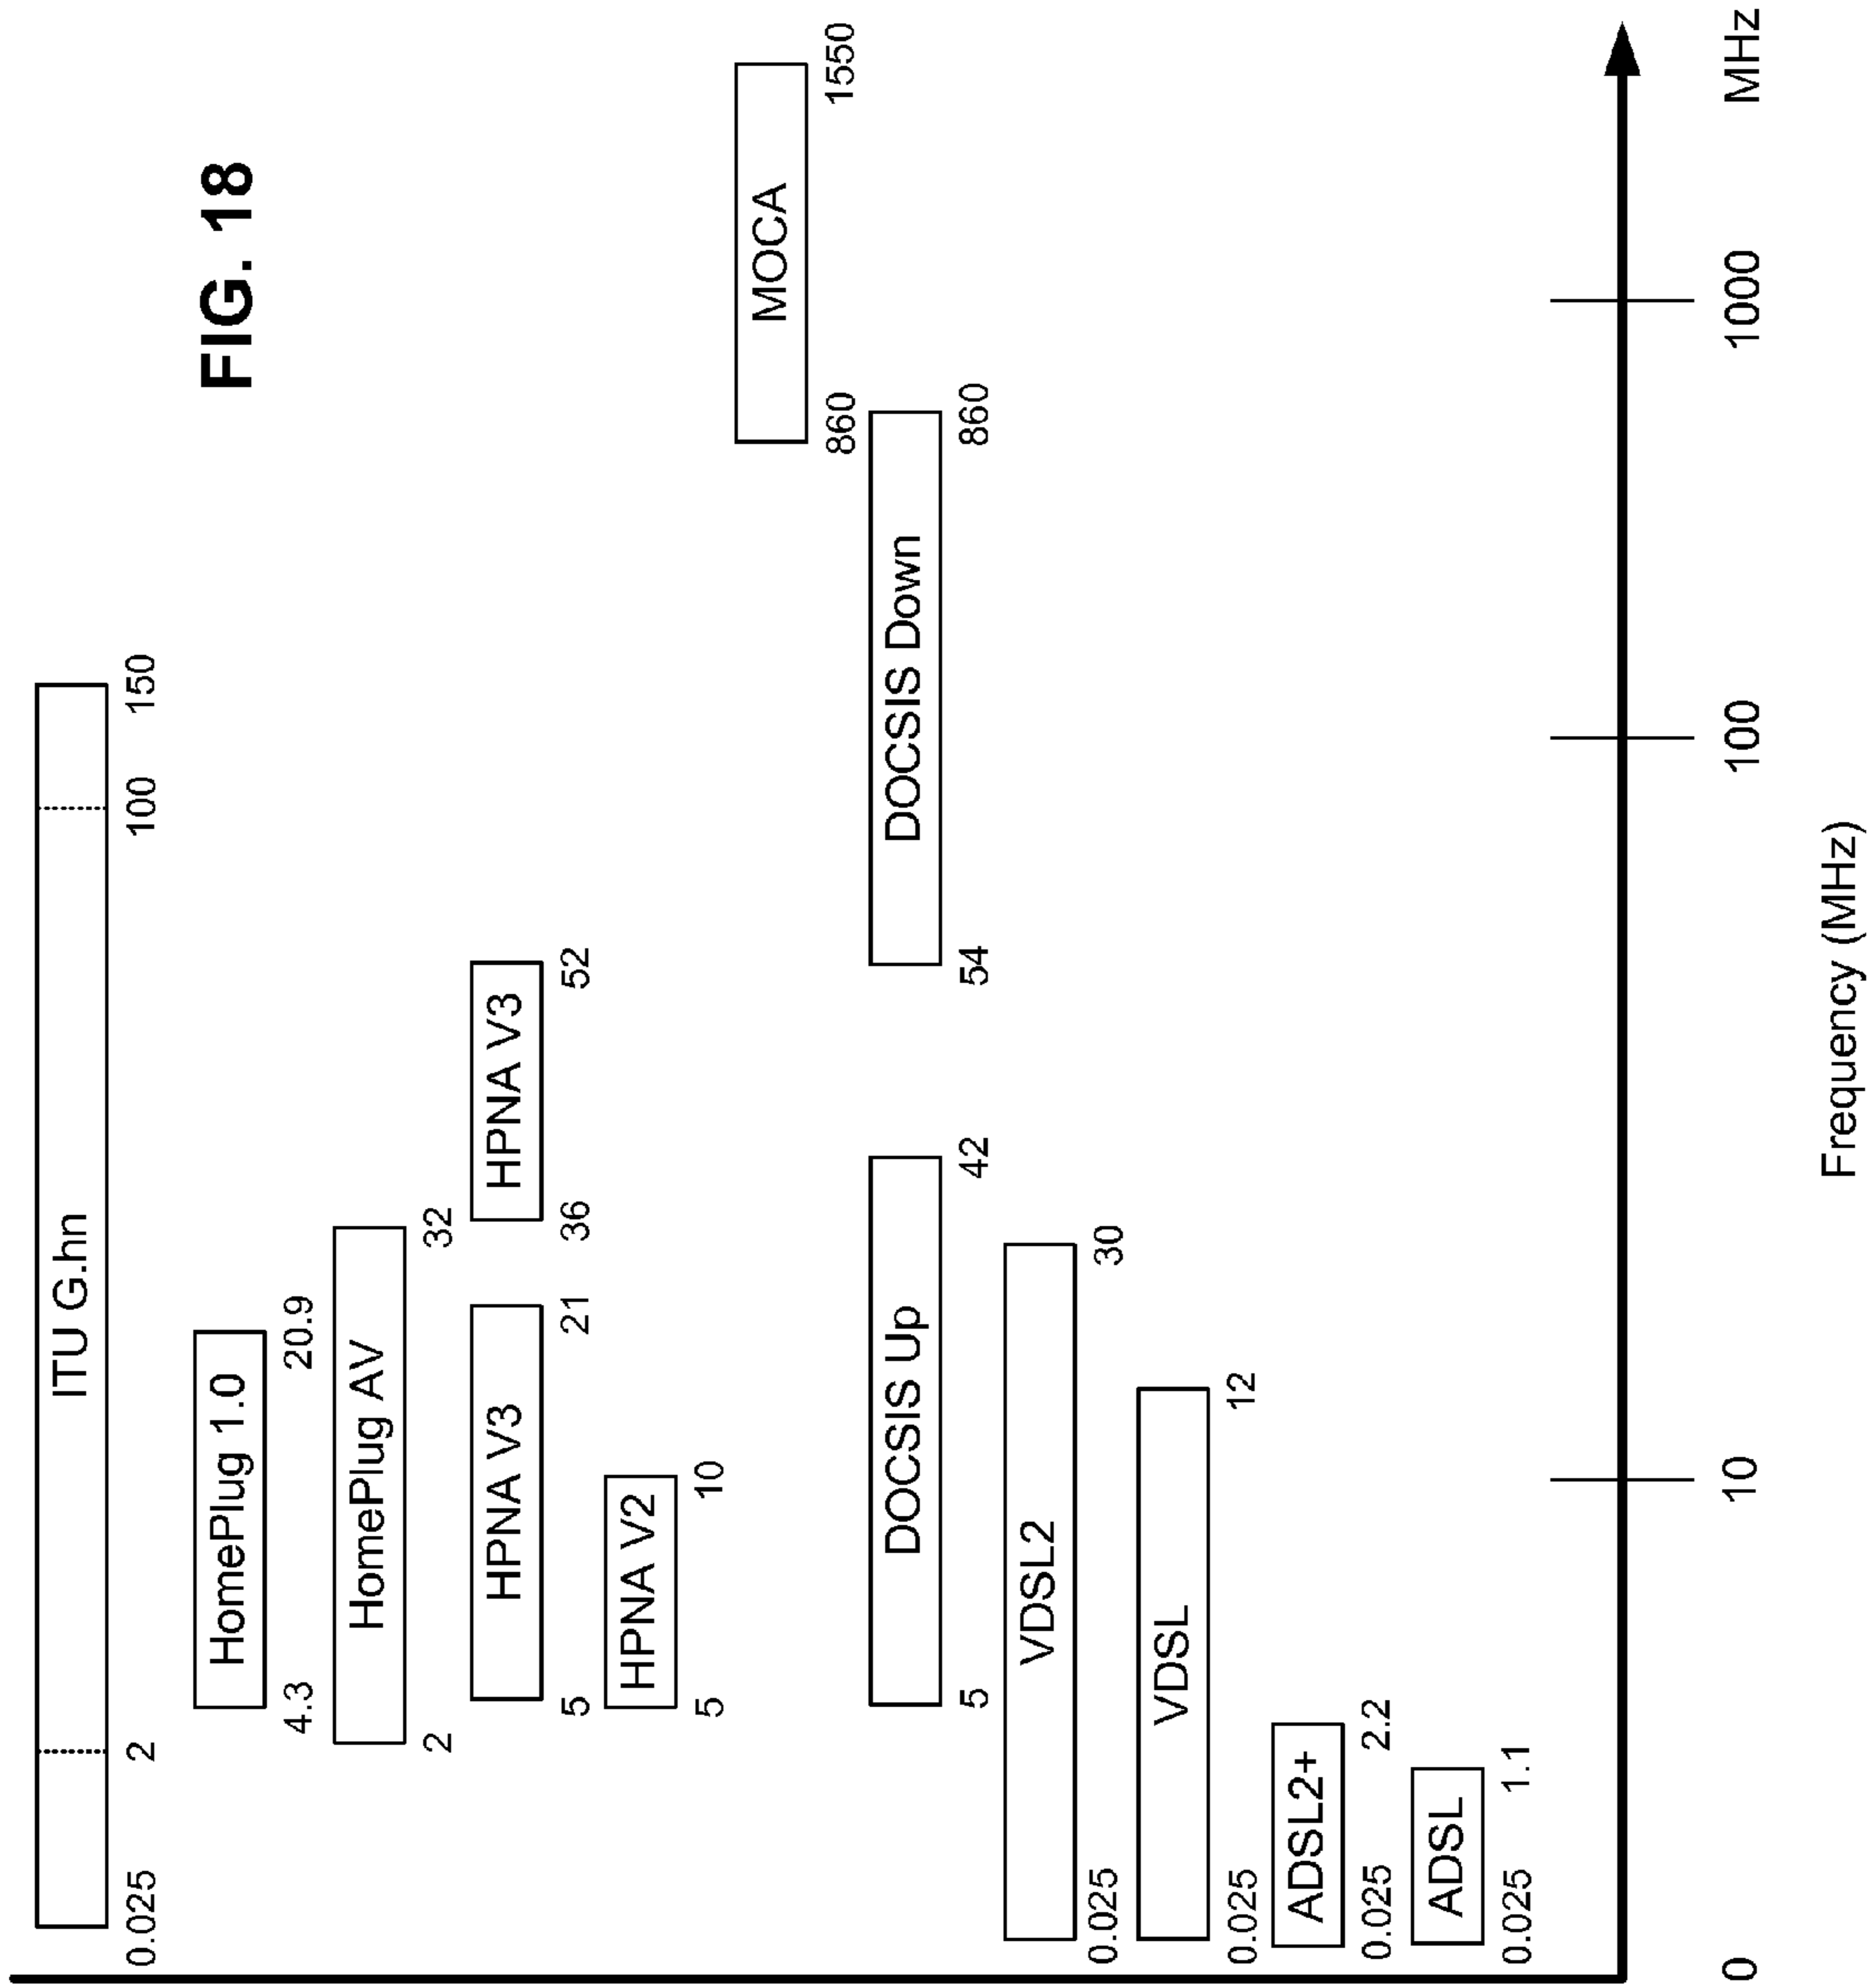 FIG. 18
ITU G.hn
0.025 2 100 150
HomePlug 1.0
4.3 20.9
HomePlug AV
2 32
HPNA V3 HPNA V3
5 21 36 52
HPNA V2
5 10
MOCA
860 1550
DOCSIS Up DOCSIS Down
5 42 54 860
VDSL2
0.025 30
VDSL
0.025 12
ADSL2+
0.025 2.2
ADSL
0.025 1.1
0 10 100 1000 MHz
Frequency (MHz)